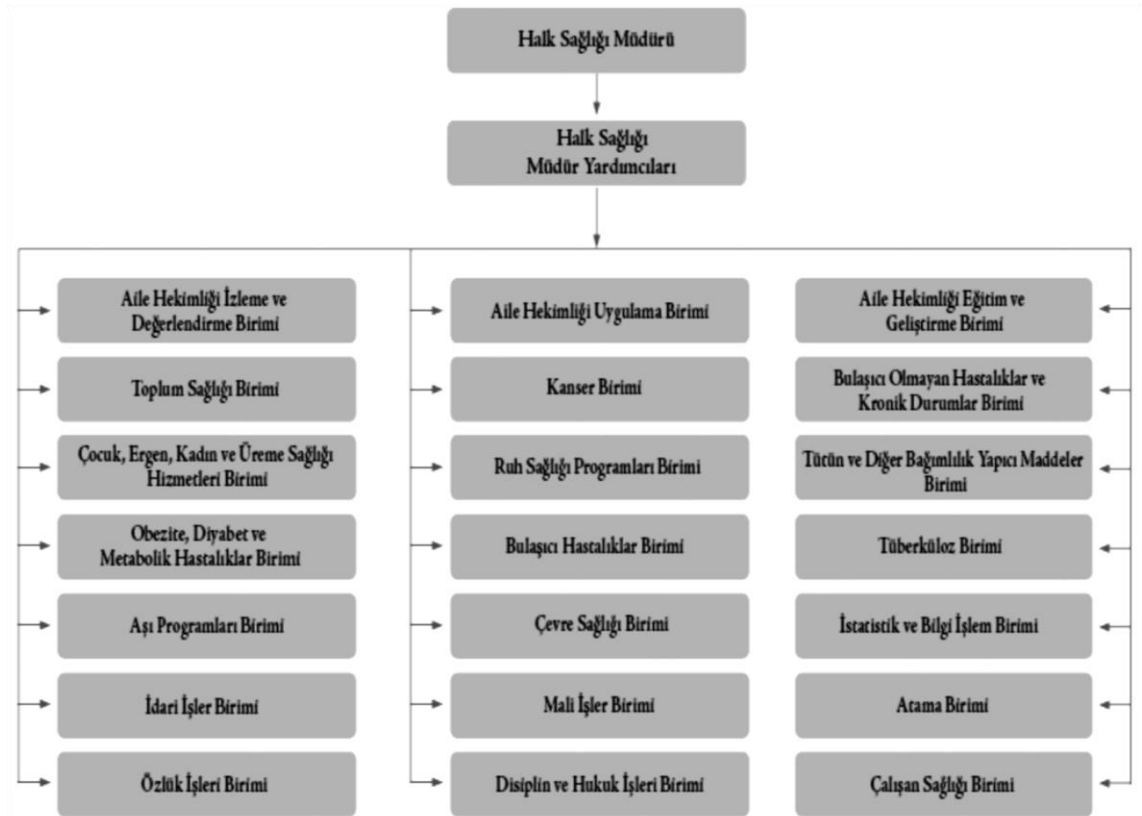 Halk Sağlığı Müdürü
Halk Sağlığı
Müdür Yardımcıları
Aile Hekimliği İzleme ve
Değerlendirme Birimi
Aile Hekimliği Uygulama Birimi
Aile Hekimliği Eğitim ve
Geliştirme Birimi
Toplum Sağlığı Birimi
Kanser Birimi
Bulaşıcı Olmayan Hastalıklar ve
Kronik Durumlar Birimi
Çocuk, Ergen, Kadın ve Üreme Sağlığı
Hizmetleri Birimi
Ruh Sağlığı Programları Birimi
Tütün ve Diğer Bağımlılık Yapıcı Maddeler
Birimi
Obezite, Diyabet ve
Metabolik Hastalıklar Birimi
Bulaşıcı Hastalıklar Birimi
Tüberküloz Birimi
Aşı Programları Birimi
Çevre Sağlığı Birimi
İstatistik ve Bilgi İşlem Birimi
İdari İşler Birimi
Mali İşler Birimi
Atama Birimi
Özlük İşleri Birimi
Disiplin ve Hukuk İşleri Birimi
Çalışan Sağlığı Birimi